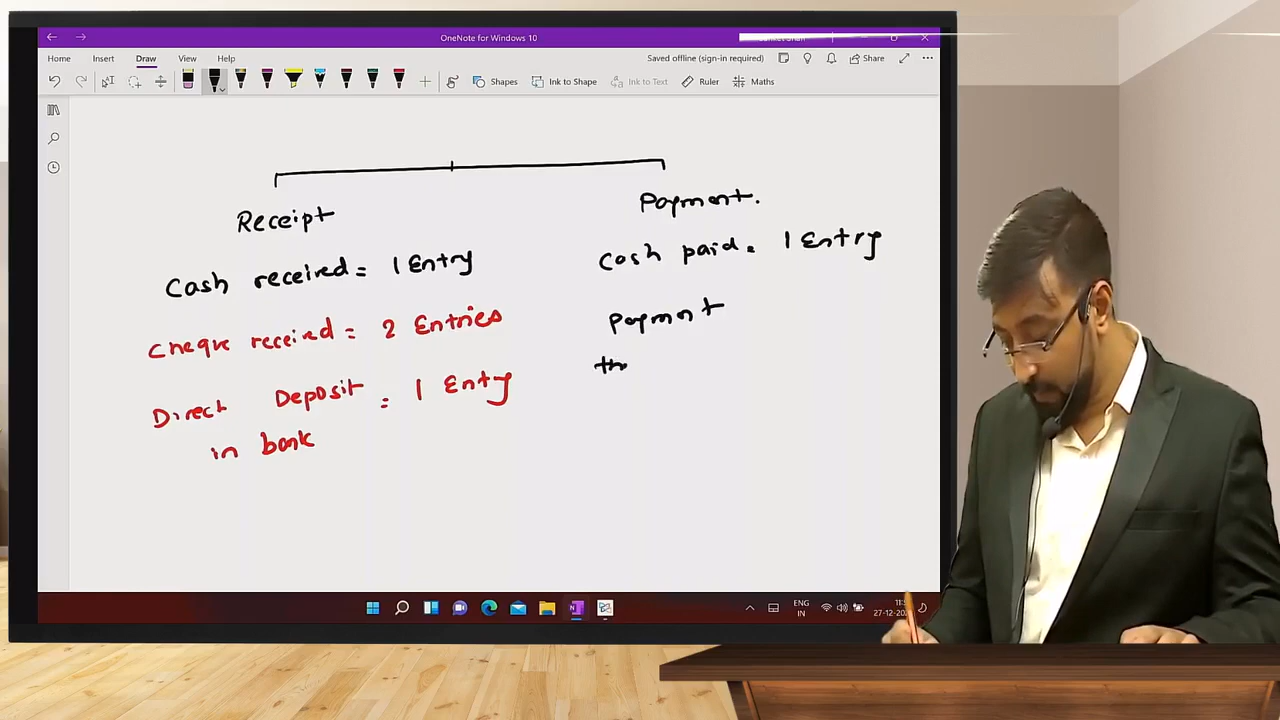 OneNote for Windows 10
Home Insert Draw View Help
Saved offline (sign-in required)
Share
Shapes Ink to Shape Ink to Text Ruler Maths
Receipt
Cash received = 1 Entry
Cheque received = 2 Entries
Direct Deposit = 1 Entry
in bank
Payment.
Cash paid = 1 Entry
Payment
th
ENG
IN